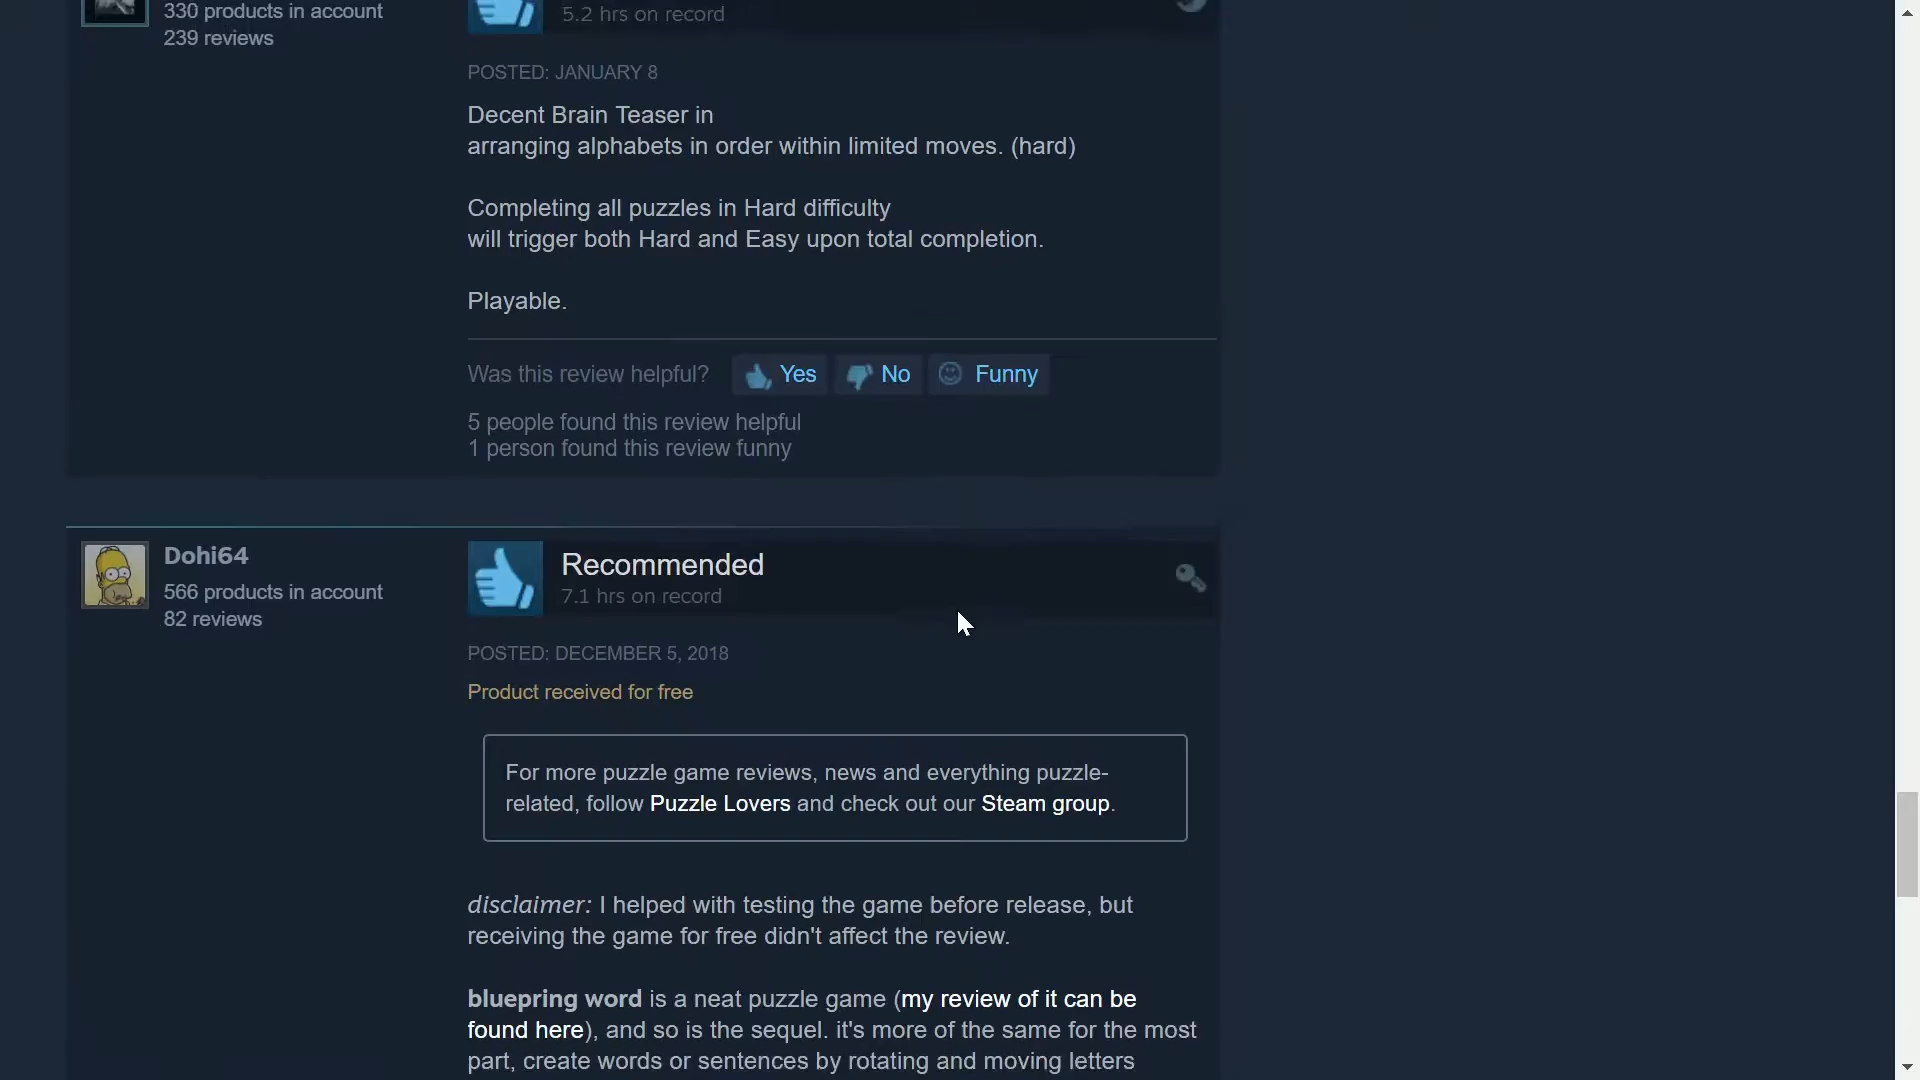 330 products in account
239 reviews
5.2 hrs on record
POSTED: JANUARY 8
Decent Brain Teaser in
arranging alphabets in order within limited moves. (hard)
Completing all puzzles in Hard difficulty
will trigger both Hard and Easy upon total completion.
Playable.
Was this review helpful? Yes No Funny
5 people found this review helpful
1 person found this review funny
Dohi64
566 products in account
82 reviews
Recommended
7.1 hrs on record
POSTED: DECEMBER 5, 2018
Product received for free
For more puzzle game reviews, news and everything puzzle-
related, follow Puzzle Lovers and check out our Steam group.
disclaimer: I helped with testing the game before release, but
receiving the game for free didn't affect the review.
bluepring word is a neat puzzle game (my review of it can be
found here), and so is the sequel. it's more of the same for the most
part, create words or sentences by rotating and moving letters